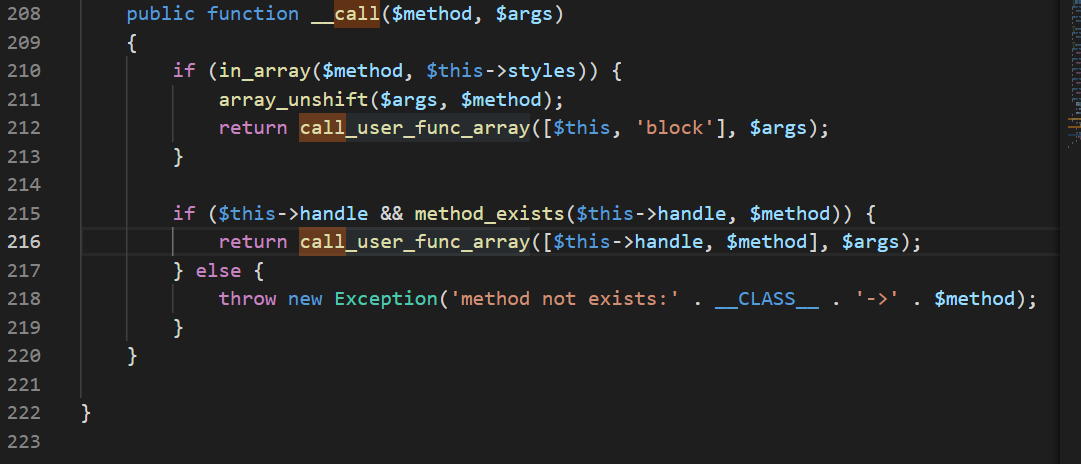 208 public function __call($method, $args)
209 {
210 if (in_array($method, $this->styles)) {
211 array_unshift($args, $method);
212 return call_user_func_array([$this, 'block'], $args);
213 }
214
215 if ($this->handle && method_exists($this->handle, $method)) {
216 return call_user_func_array([$this->handle, $method], $args);
217 } else {
218 throw new Exception('method not exists:' . __CLASS__ . '->' . $method);
219 }
220 }
221
222 }
223